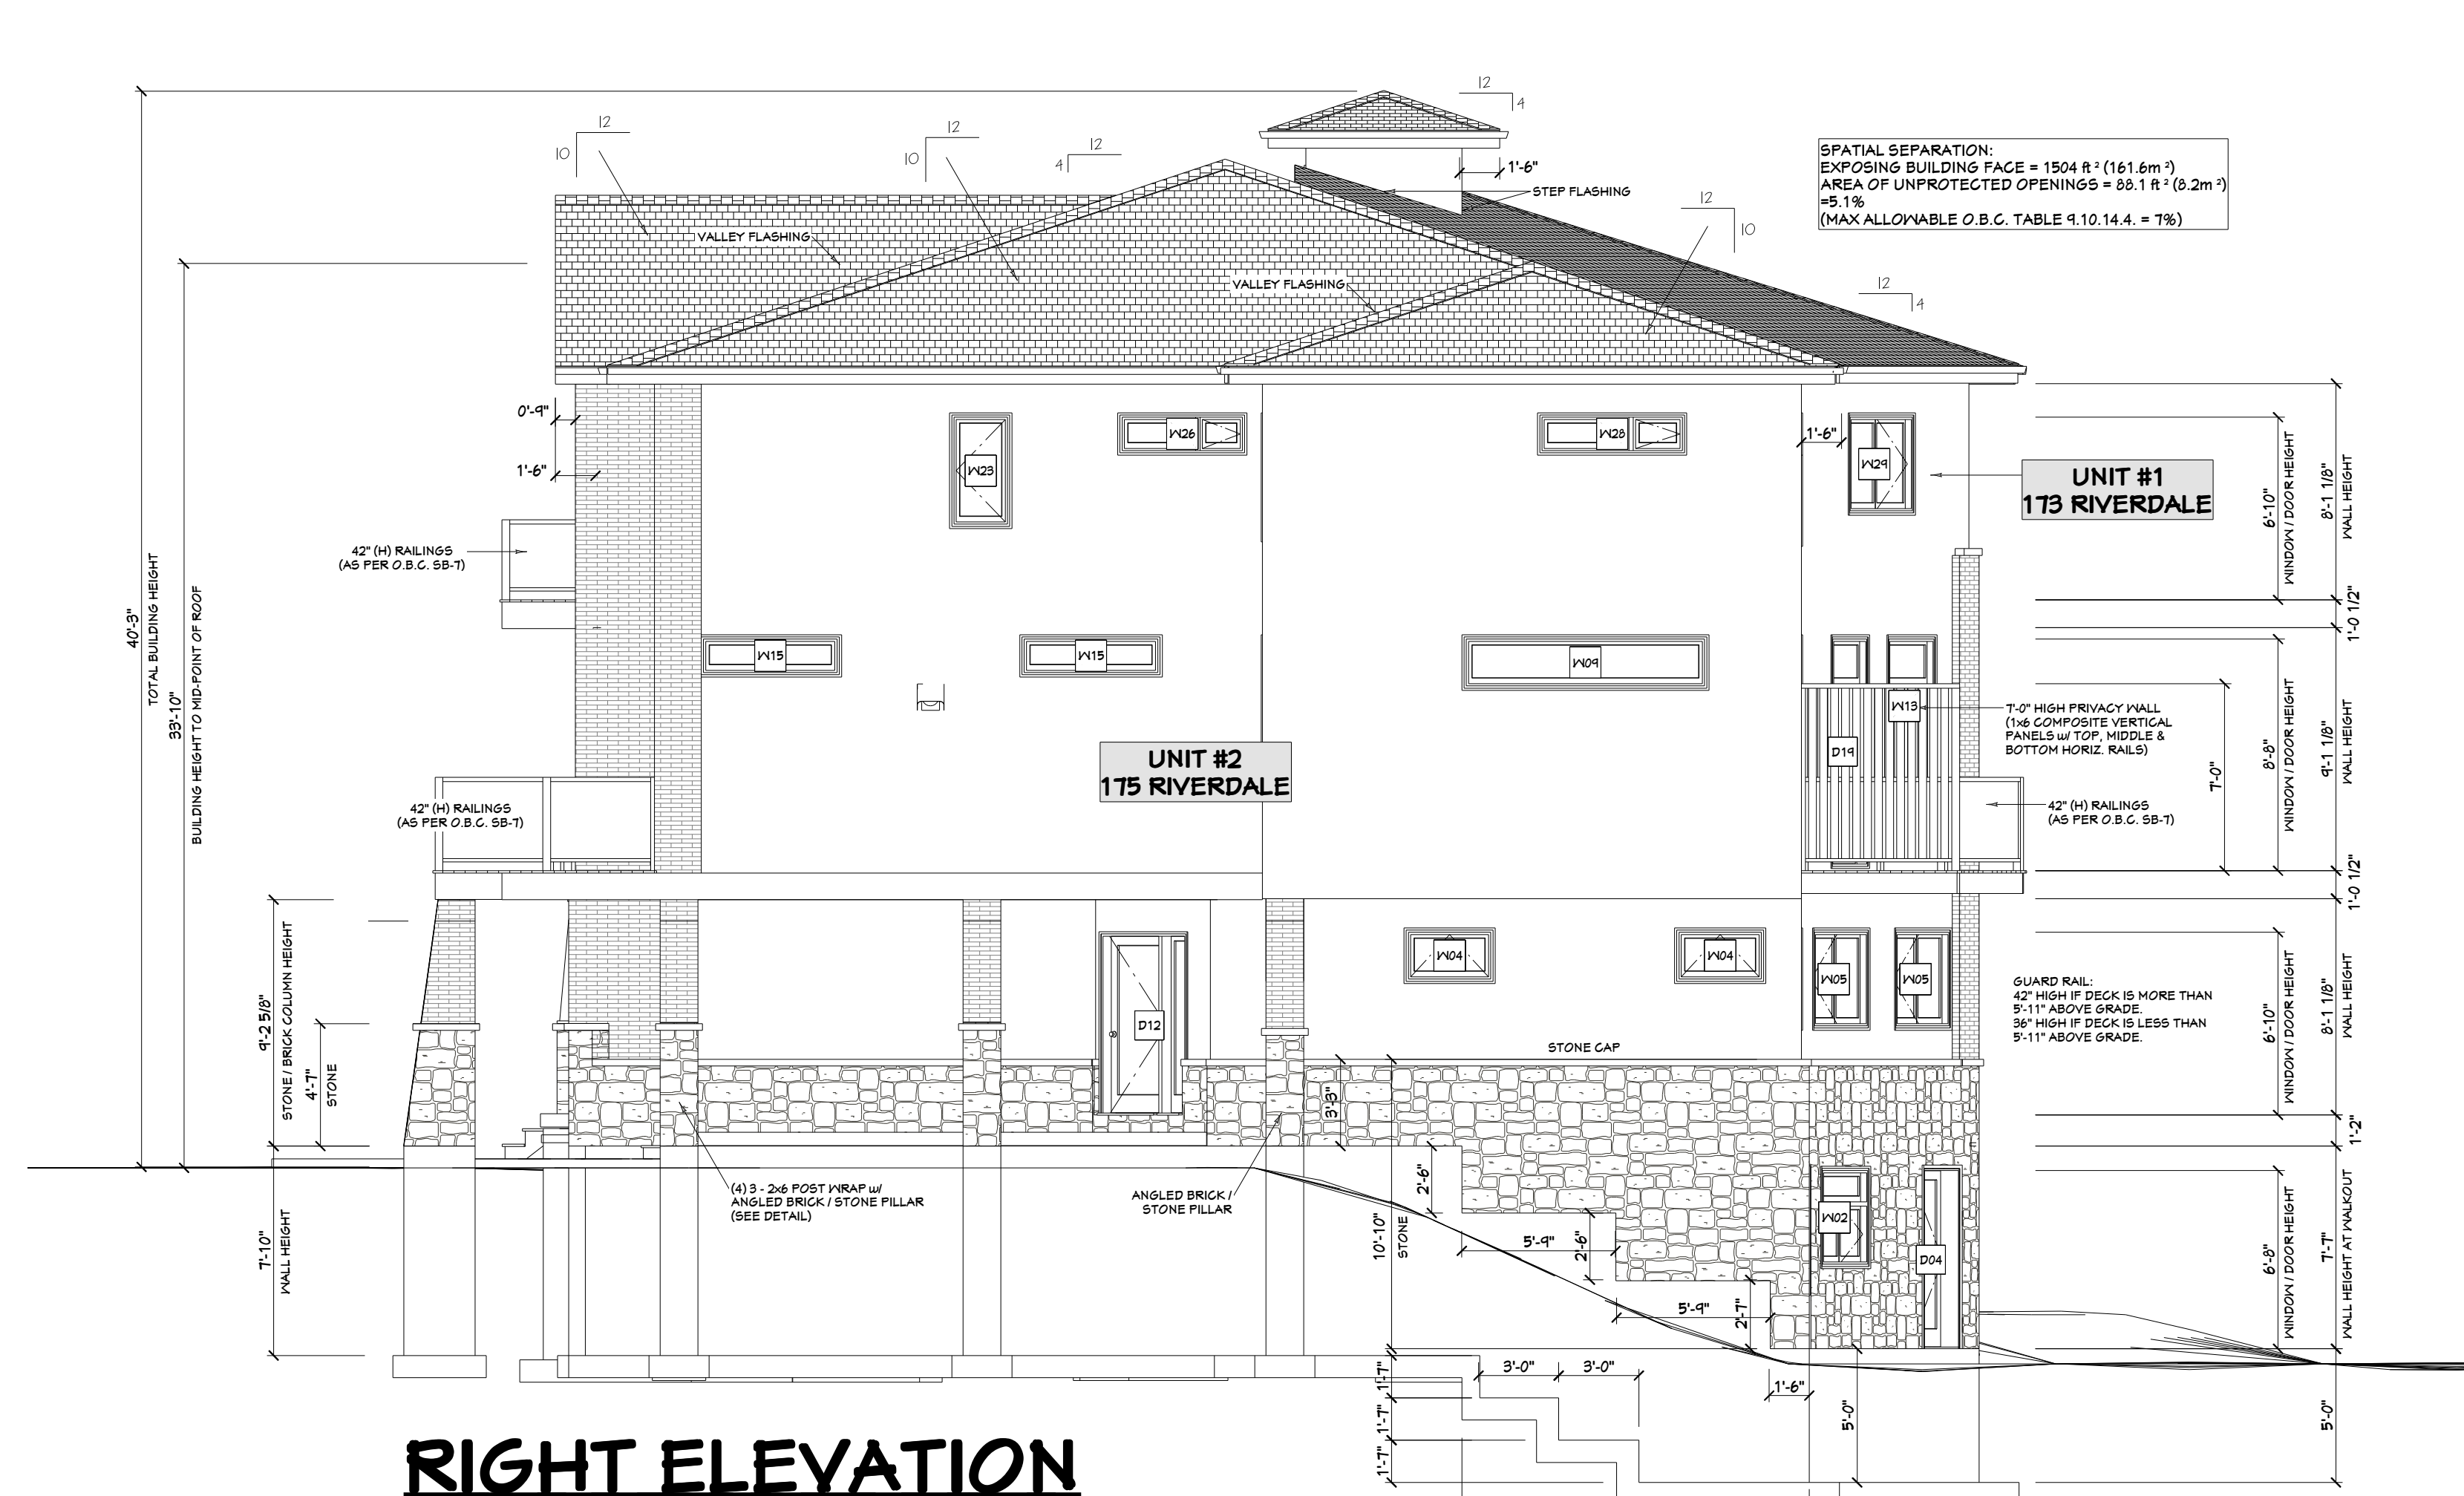 12
4
12
10
12
10
12
4
1'-6"
STEP FLASHING
SPATIAL SEPARATION:
EXPOSING BUILDING FACE = 1504 ft ² (161.6m ²)
AREA OF UNPROTECTED OPENINGS = 88.1 ft ² (8.2m ²)
=5.1%
(MAX ALLOWABLE O.B.C. TABLE 9.10.14.4. = 7%)
12
10
12
4
VALLEY FLASHING
VALLEY FLASHING
40'-3"
TOTAL BUILDING HEIGHT
33'-10"
BUILDING HEIGHT TO MID-POINT OF ROOF
0'-9"
1'-6"
W23
W26
W28
1'-6"
W29
UNIT #1
173 RIVERDALE
6'-10"
WINDOW / DOOR HEIGHT
8'-1 1/8"
WALL HEIGHT
1'-0 1/2"
42" (H) RAILINGS
(AS PER O.B.C. SB-7)
W15
W15
W09
W13
D19
7'-0" HIGH PRIVACY WALL
(1x6 COMPOSITE VERTICAL
PANELS w/ TOP, MIDDLE &
BOTTOM HORIZ. RAILS)
7'-0"
8'-8"
WINDOW / DOOR HEIGHT
9'-1 1/8"
WALL HEIGHT
1'-0 1/2"
UNIT #2
175 RIVERDALE
42" (H) RAILINGS
(AS PER O.B.C. SB-7)
42" (H) RAILINGS
(AS PER O.B.C. SB-7)
9'-2 5/8"
STONE / BRICK COLUMN HEIGHT
4'-7"
STONE
D12
W04
W04
W05
W05
GUARD RAIL:
42" HIGH IF DECK IS MORE THAN
5'-11" ABOVE GRADE.
36" HIGH IF DECK IS LESS THAN
5'-11" ABOVE GRADE.
6'-10"
WINDOW / DOOR HEIGHT
8'-1 1/8"
WALL HEIGHT
1'-2"
STONE CAP
3'-3"
7'-10"
WALL HEIGHT
(4) 3 - 2x6 POST WRAP w/
ANGLED BRICK / STONE PILLAR
(SEE DETAIL)
ANGLED BRICK /
STONE PILLAR
10'-10"
STONE
2'-6"
5'-9"
2'-6"
5'-9"
2'-7"
W02
D04
6'-8"
WINDOW / DOOR HEIGHT
7'-7"
WALL HEIGHT AT WALKOUT
1'-7"
1'-7"
1'-7"
3'-0"
3'-0"
1'-6"
5'-0"
5'-0"
RIGHT ELEVATION